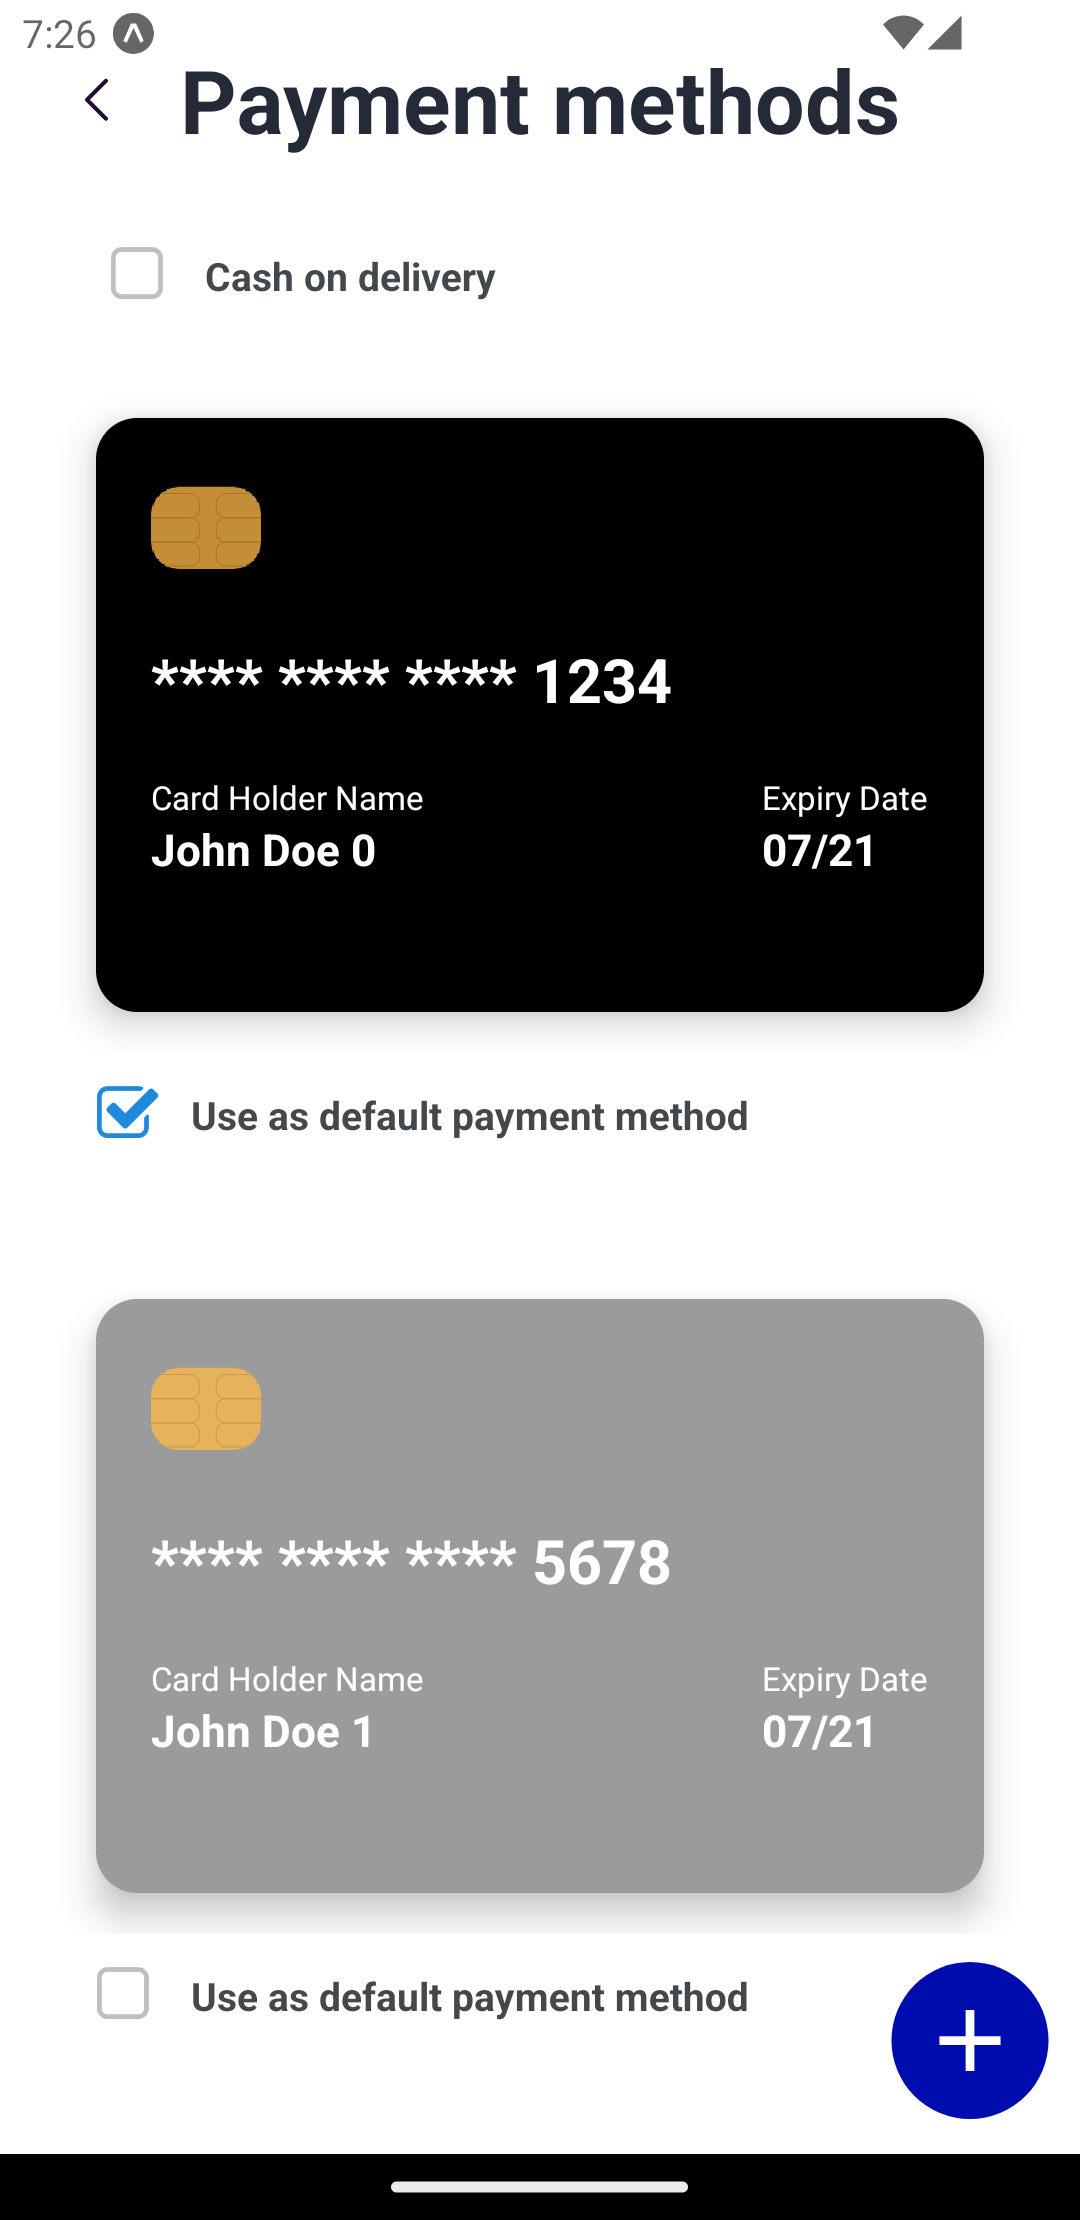 7:26
Payment methods
Cash on delivery
**** **** **** 1234
Card Holder Name Expiry Date
John Doe 0 07/21
Use as default payment method
**** **** **** 5678
Card Holder Name Expiry Date
John Doe 1 07/21
Use as default payment method